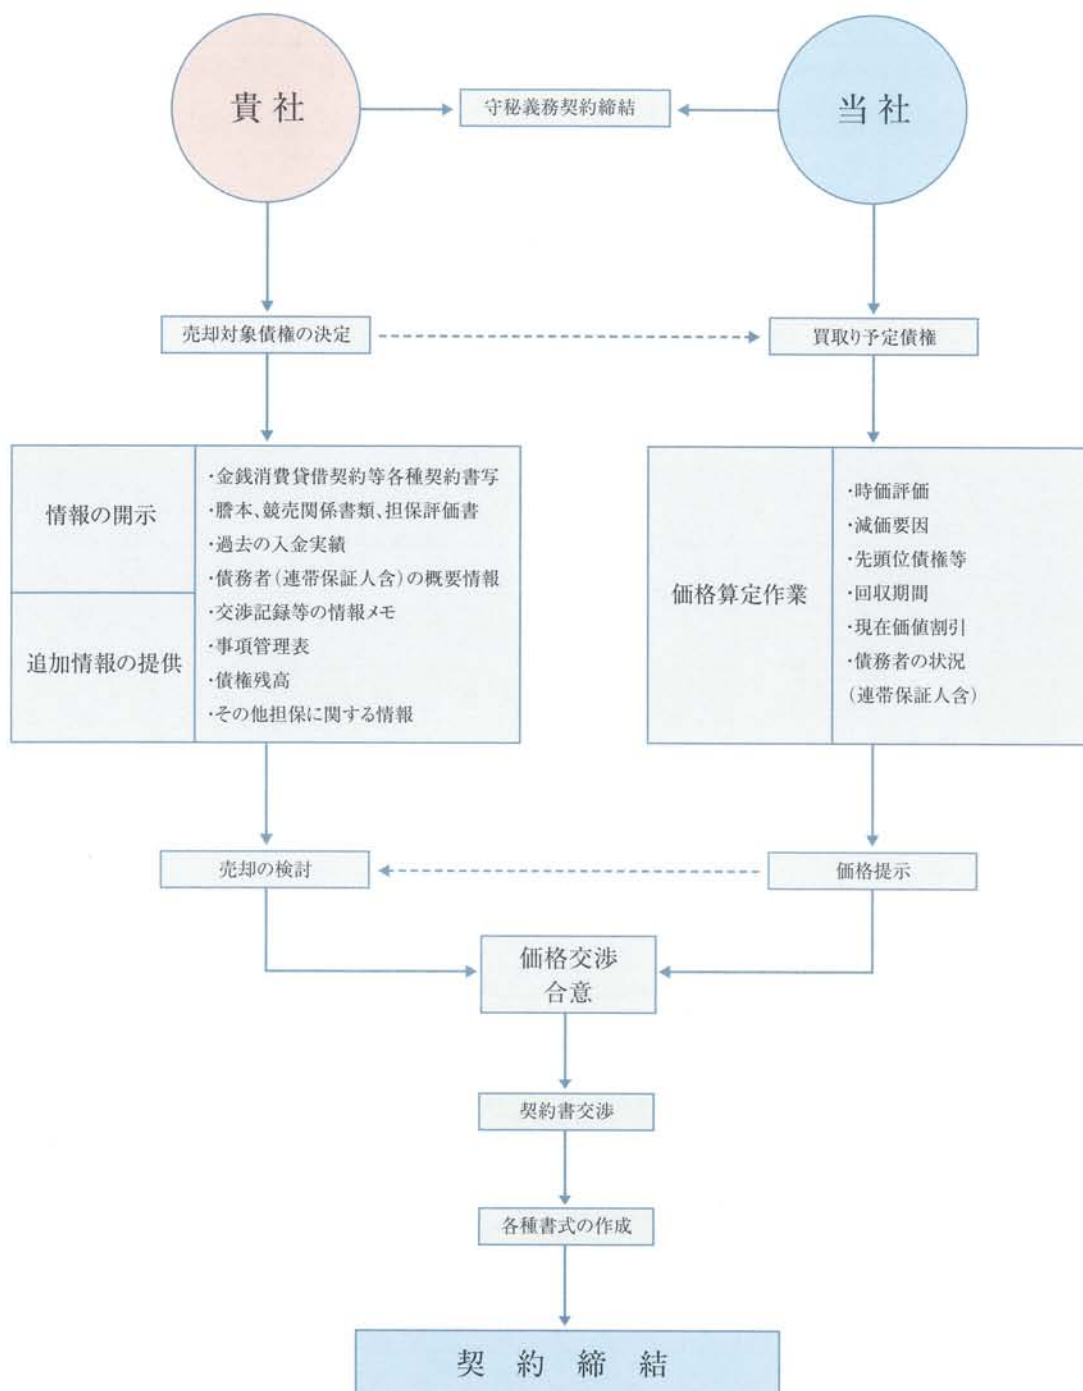 貴社
守秘義務契約締結
当社
売却対象債権の決定
買取り予定債権
情報の開示
追加情報の提供
・金銭消費貸借契約等各種契約書写
・謄本、競売関係書類、担保評価書
・過去の入金実績
・債務者(連帯保証人含)の概要情報
・交渉記録等の情報メモ
・事項管理表
・債権残高
・その他担保に関する情報
価格算定作業
・時価評価
・減価要因
・先頭位債権等
・回収期間
・現在価値割引
・債務者の状況
(連帯保証人含)
売却の検討
価格提示
価格交渉
合意
契約書交渉
各種書式の作成
契約締結